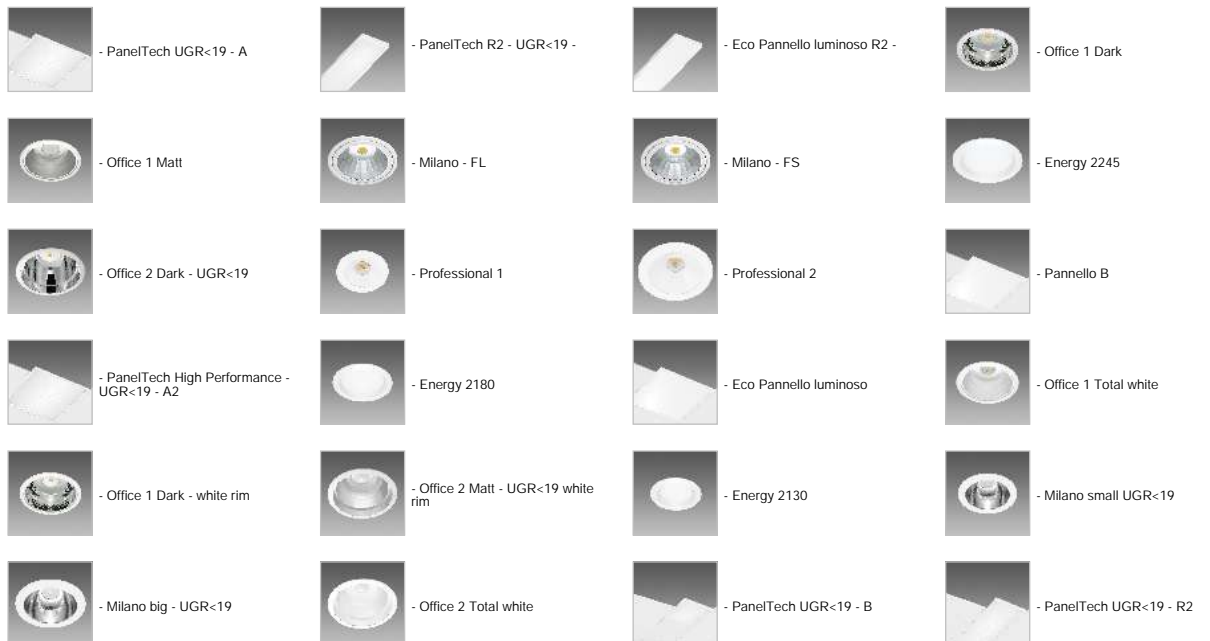 - PanelTech UGR<19 - A
- PanelTech R2 - UGR<19 -
- Eco Pannello luminoso R2 -
- Office 1 Dark
- Office 1 Matt
- Milano - FL
- Milano - FS
- Energy 2245
- Office 2 Dark - UGR<19
- Professional 1
- Professional 2
- Pannello B
- PanelTech High Performance -
UGR<19 - A2
- Energy 2180
- Eco Pannello luminoso
- Office 1 Total white
- Office 1 Dark - white rim
- Office 2 Matt - UGR<19 white
rim
- Energy 2130
- Milano small UGR<19
- Milano big - UGR<19
- Office 2 Total white
- PanelTech UGR<19 - B
- PanelTech UGR<19 - R2